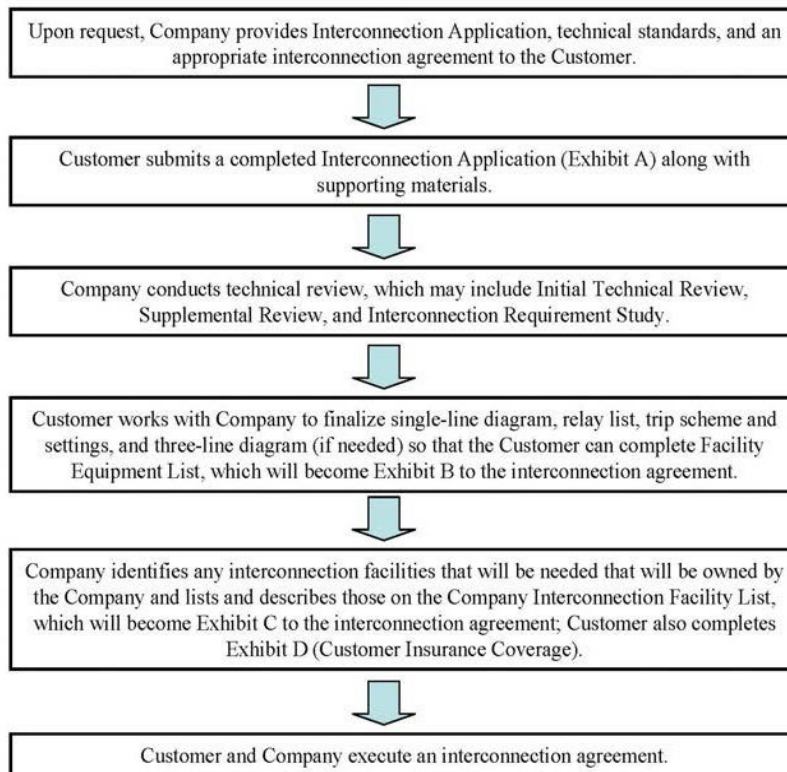 Upon request, Company provides Interconnection Application, technical standards, and an
appropriate interconnection agreement to the Customer.
Customer submits a completed Interconnection Application (Exhibit A) along with
supporting materials.
Company conducts technical review, which may include Initial Technical Review,
Supplemental Review, and Interconnection Requirement Study.
Customer works with Company to finalize single-line diagram, relay list, trip scheme and
settings, and three-line diagram (if needed) so that the Customer can complete Facility
Equipment List, which will become Exhibit B to the interconnection agreement.
Company identifies any interconnection facilities that will be needed that will be owned by
the Company and lists and describes those on the Company Interconnection Facility List,
which will become Exhibit C to the interconnection agreement; Customer also completes
Exhibit D (Customer Insurance Coverage).
Customer and Company execute an interconnection agreement.